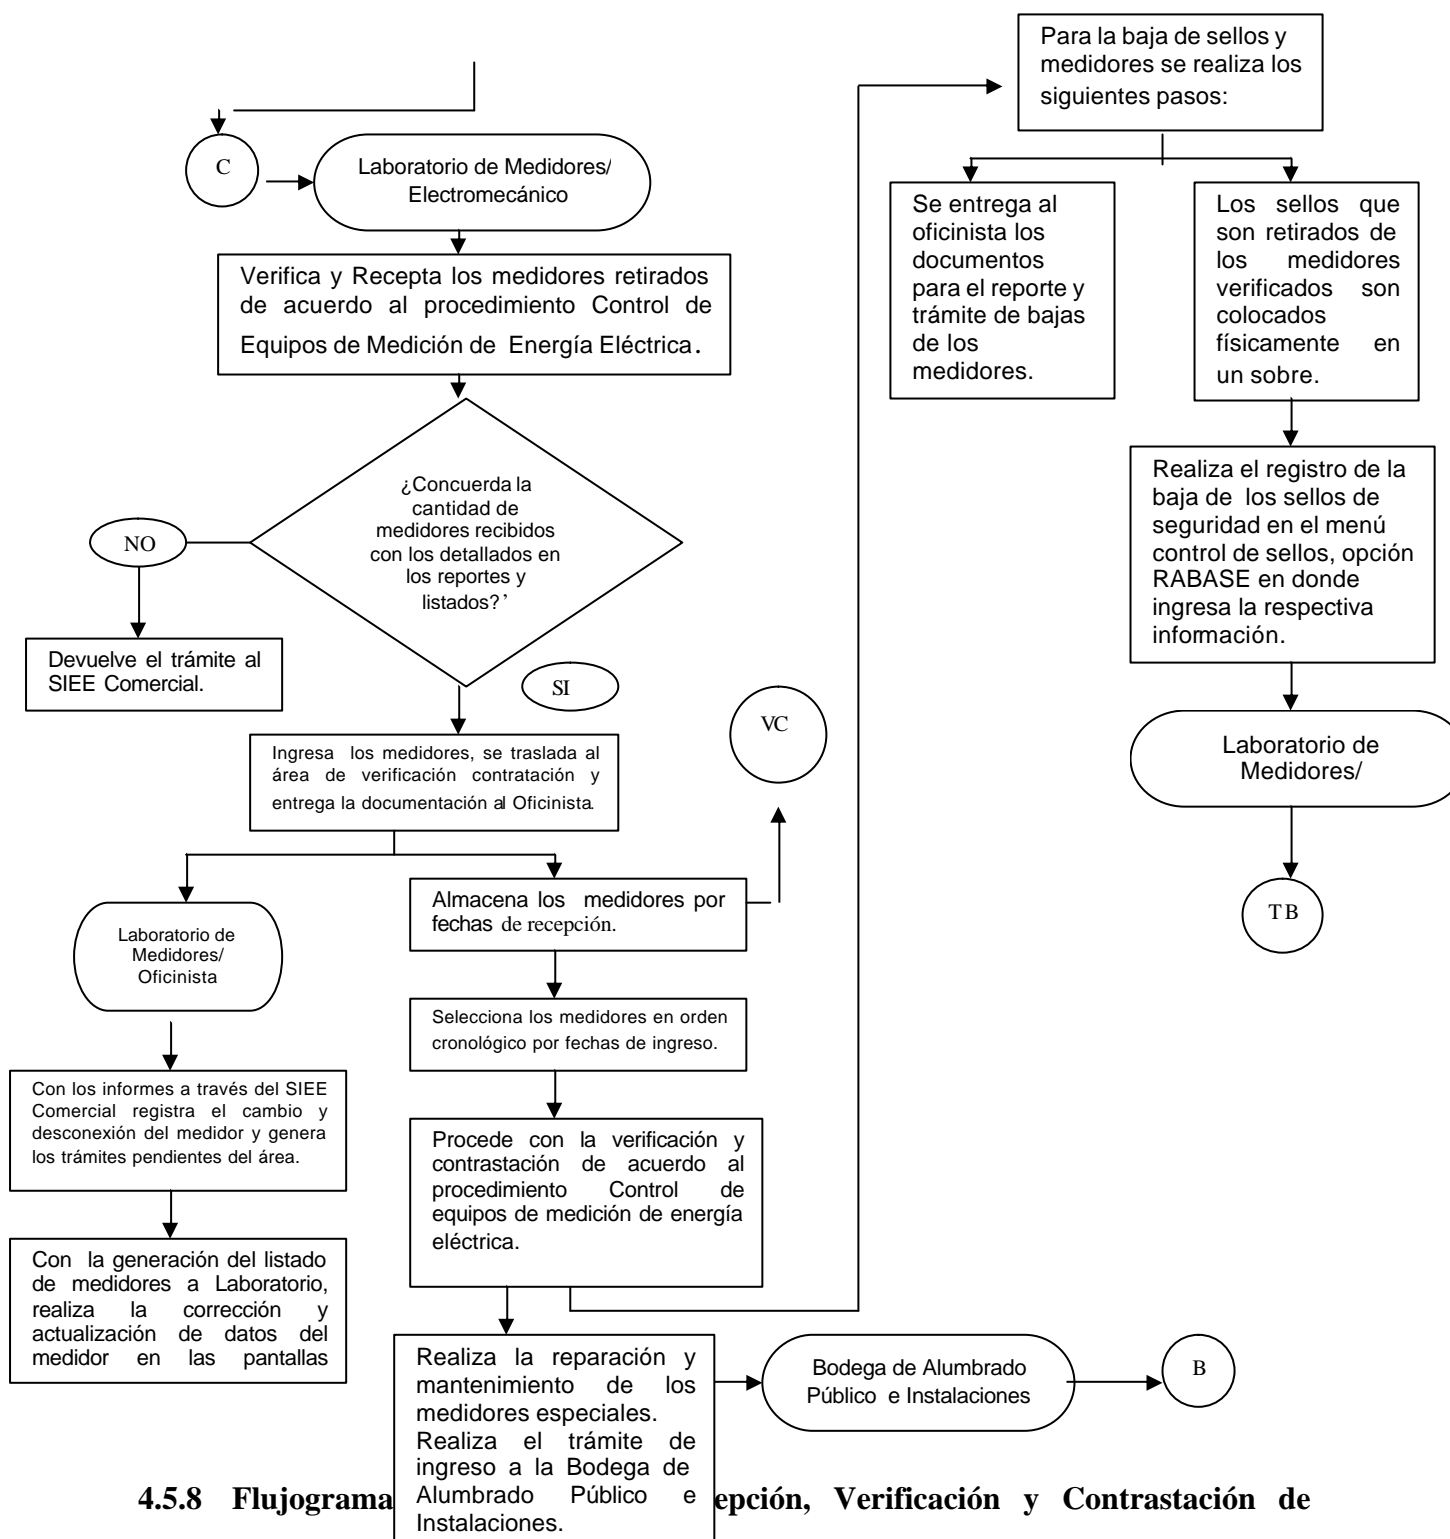 C
Laboratorio de Medidores/
Electromecánico
Verifica y Recepta los medidores retirados
de acuerdo al procedimiento Control de
Equipos de Medición de Energía Eléctrica.
¿Concuerda la
cantidad de
medidores recibidos
con los detallados en
los reportes y
listados?’
NO
Devuelve el trámite al
SIEE Comercial.
SI
Ingresa los medidores, se traslada al
área de verificación contratación y
entrega la documentación al Oficinista.
VC
Laboratorio de
Medidores/
Oficinista
Almacena los medidores por
fechas de recepción.
Con los informes a través del SIEE
Comercial registra el cambio y
desconexión del medidor y genera
los trámites pendientes del área.
Selecciona los medidores en orden
cronológico por fechas de ingreso.
Con la generación del listado
de medidores a Laboratorio,
realiza la corrección y
actualización de datos del
medidor en las pantallas
Procede con la verificación y
contrastación de acuerdo al
procedimiento Control de
equipos de medición de energía
eléctrica.
Realiza la reparación y
mantenimiento de los
medidores especiales.
Realiza el trámite de
ingreso a la Bodega de
Alumbrado Público e
Instalaciones.
Bodega de Alumbrado
Público e Instalaciones
B
Para la baja de sellos y
medidores se realiza los
siguientes pasos:
Se entrega al
oficinista los
documentos
para el reporte y
trámite de bajas
de los
medidores.
Los sellos que
son retirados de
los medidores
verificados son
colocados
físicamente en
un sobre.
Realiza el registro de la
baja de los sellos de
seguridad en el menú
control de sellos, opción
RABASE en donde
ingresa la respectiva
información.
Laboratorio de
Medidores/
TB
4.5.8 Flujograma epción, Verificación y Contrastación de